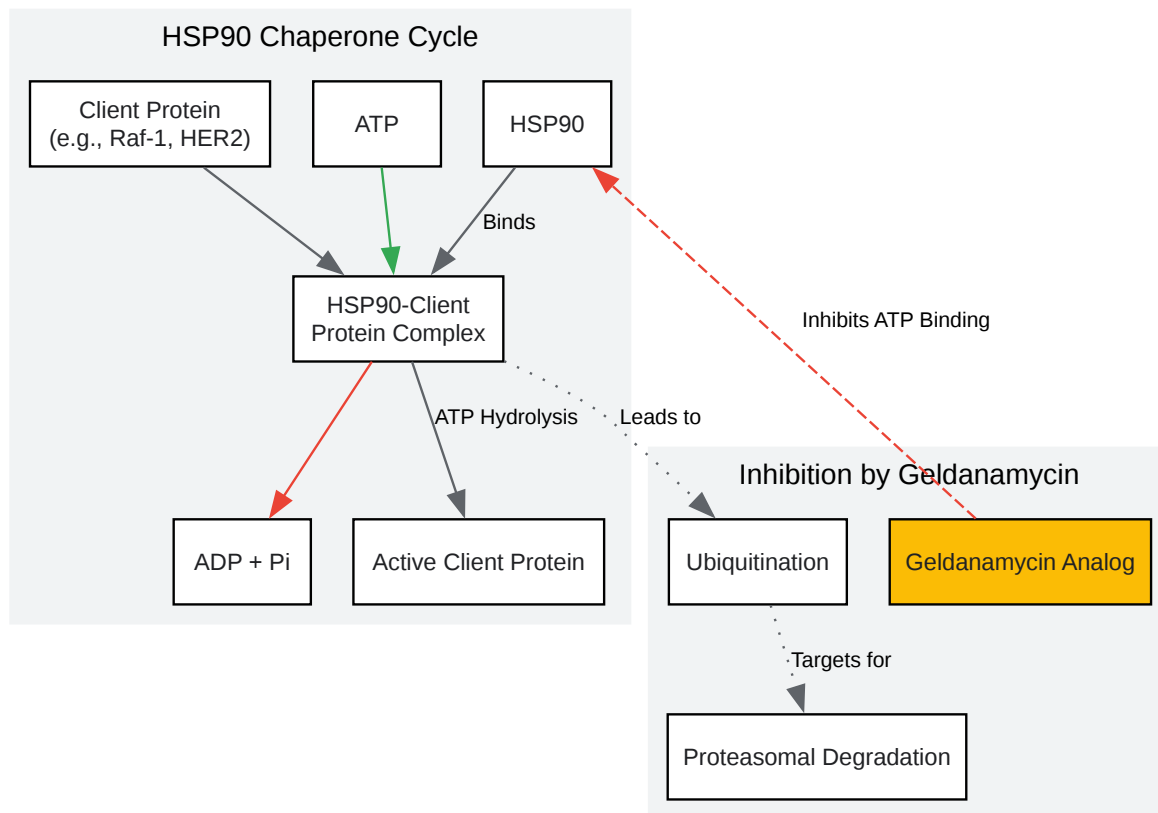 HSP90 Chaperone Cycle
Client Protein
(e.g., Raf-1, HER2)
ATP
HSP90
Binds
HSP90-Client
Protein Complex
Inhibits ATP Binding
ATP Hydrolysis
Leads to
Inhibition by Geldanamycin
ADP + Pi
Active Client Protein
Ubiquitination
Geldanamycin Analog
Targets for
Proteasomal Degradation